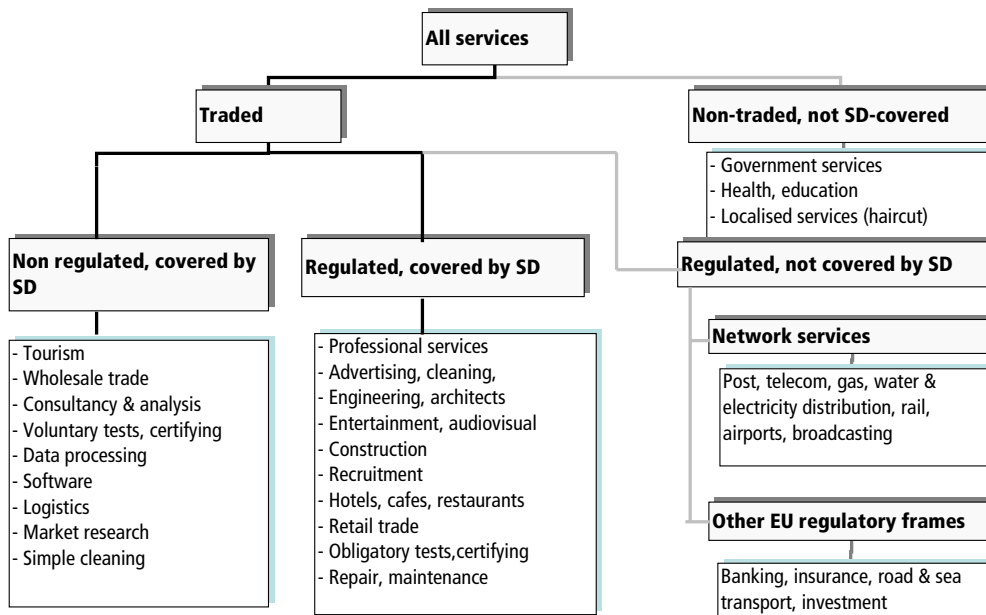 All services
Traded
Non-traded, not SD-covered
- Government services
- Health, education
- Localised services (haircut)
Non regulated, covered by
SD
Regulated, covered by SD
Regulated, not covered by SD
- Tourism
- Wholesale trade
- Consultancy & analysis
- Voluntary tests, certifying
- Data processing
- Software
- Logistics
- Market research
- Simple cleaning
- Professional services
- Advertising, cleaning,
- Engineering, architects
- Entertainment, audiovisual
- Construction
- Recruitment
- Hotels, cafes, restaurants
- Retail trade
- Obligatory tests,certifying
- Repair, maintenance
Network services
Post, telecom, gas, water &
electricity distribution, rail,
airports, broadcasting
Other EU regulatory frames
Banking, insurance, road & sea
transport, investment